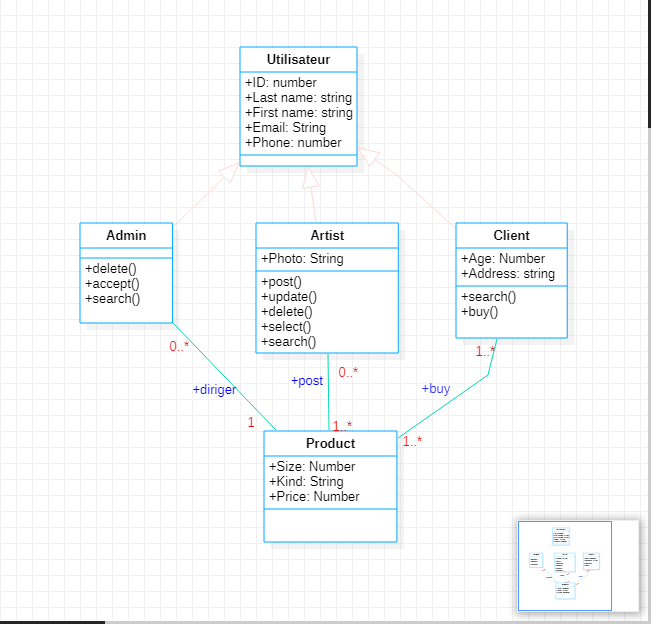 Utilisateur
+ID: number
+Last name: string
+First name: string
+Email: String
+Phone: number
Admin
+delete()
+accept()
+search()
Artist
+Photo: String
+post()
+update()
+delete()
+select()
+search()
Client
+Age: Number
+Address: string
+search()
+buy()
0..*
+diriger
1
0..*
+post
1..*
1..*
+buy
1..*
Product
+Size: Number
+Kind: String
+Price: Number